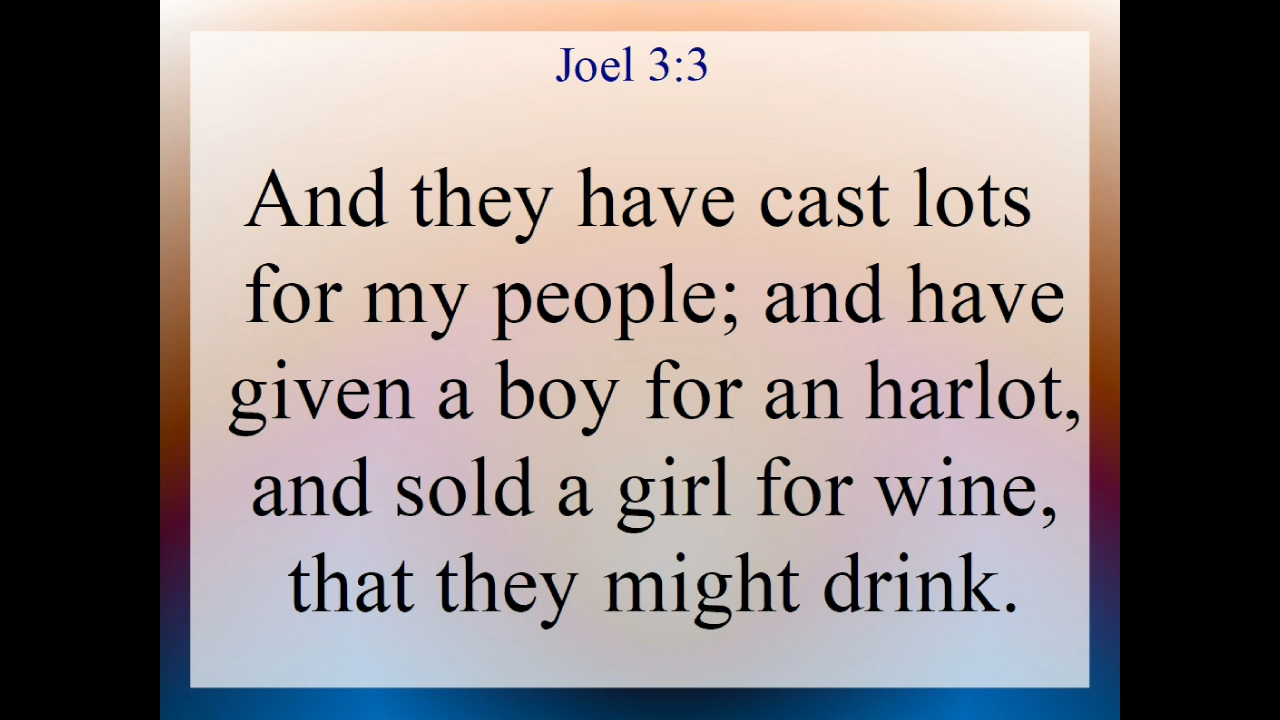 Joel 3:3
And they have cast lots
for my people; and have
given a boy for an harlot,
and sold a girl for wine,
that they might drink.